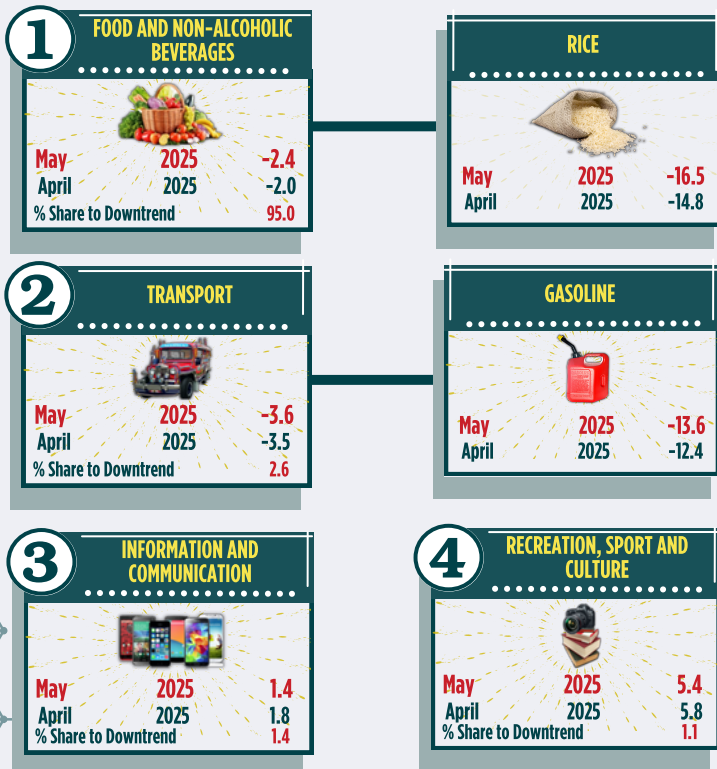 1
FOOD AND NON-ALCOHOLIC
BEVERAGES
May 2025 -2.4
April 2025 -2.0
% Share to Downtrend 95.0
RICE
May 2025 -16.5
April 2025 -14.8
2
TRANSPORT
May 2025 -3.6
April 2025 -3.5
% Share to Downtrend 2.6
GASOLINE
May 2025 -13.6
April 2025 -12.4
3
INFORMATION AND
COMMUNICATION
May 2025 1.4
April 2025 1.8
% Share to Downtrend 1.4
4
RECREATION, SPORT AND
CULTURE
May 2025 5.4
April 2025 5.8
% Share to Downtrend 1.1